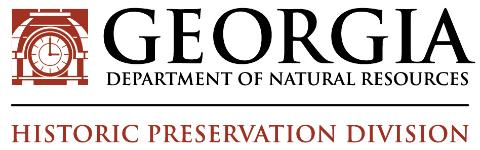 GEORGIA
DEPARTMENT OF NATURAL RESOURCES
HISTORIC PRESERVATION DIVISION